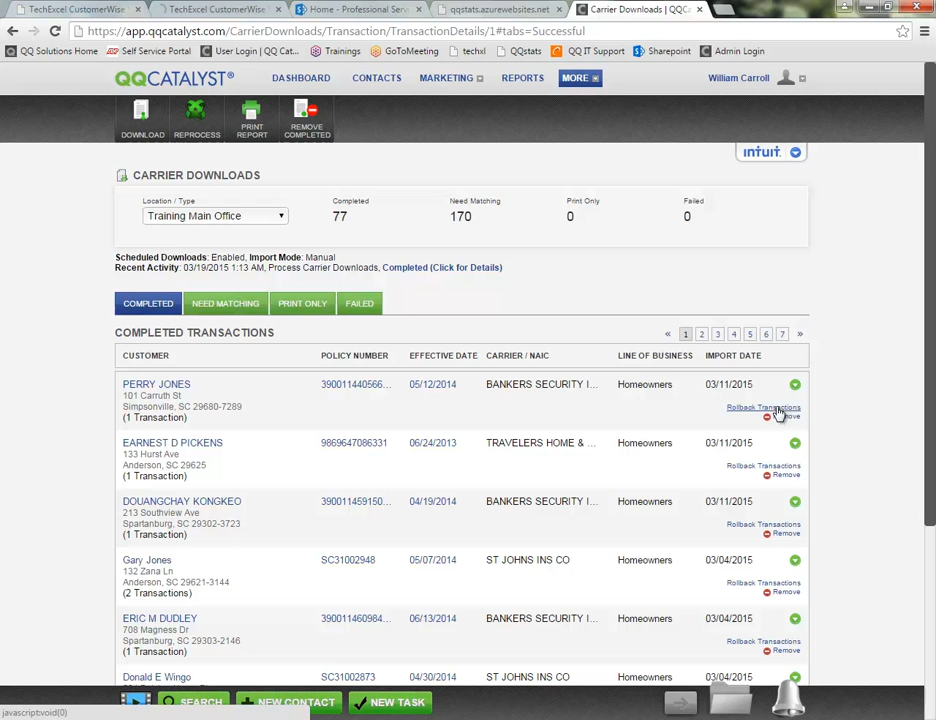 TechExcel CustomerWise
TechExcel CustomerWise
Home - Professional Serv
qqstats.azurewebsites.net
Carrier Downloads | QQC
https://app.qqcatalyst.com/CarrierDownloads/Transaction/TransactionDetails/1#tabs=Successful
QQ Solutions Home
Self Service Portal
User Login | QQ Cat...
Trainings
GoToMeeting
techxl
QQstats
QQ IT Support
Sharepoint
Admin Login
QQCATALYST®
DASHBOARD
CONTACTS
MARKETING
REPORTS
MORE
William Carroll
DOWNLOAD
REPROCESS
PRINT REPORT
REMOVE COMPLETED
intuit.
CARRIER DOWNLOADS
Location / Type
Completed
Need Matching
Print Only
Failed
Training Main Office
77
170
0
0
Scheduled Downloads: Enabled, Import Mode: Manual
Recent Activity: 03/19/2015 1:13 AM, Process Carrier Downloads, Completed (Click for Details)
COMPLETED
NEED MATCHING
PRINT ONLY
FAILED
COMPLETED TRANSACTIONS
« 1 2 3 4 5 6 7 »
CUSTOMER POLICY NUMBER EFFECTIVE DATE CARRIER / NAIC LINE OF BUSINESS IMPORT DATE
PERRY JONES 390011440566... 05/12/2014 BANKERS SECURITY I... Homeowners 03/11/2015
101 Carruth St
Simpsonville, SC 29680-7289
Rollback Transactions
(1 Transaction)
EARNEST D PICKENS 9869647086331 06/24/2013 TRAVELERS HOME & ... Homeowners 03/11/2015
133 Hurst Ave
Anderson, SC 29625
Rollback Transactions
(1 Transaction)
Remove
DOUANGCHAY KONGKEO 390011459150... 04/19/2014 BANKERS SECURITY I... Homeowners 03/11/2015
213 Southview Ave
Spartanburg, SC 29302-3723
Rollback Transactions
(1 Transaction)
Remove
Gary Jones SC31002948 05/07/2014 ST JOHNS INS CO Homeowners 03/04/2015
132 Zana Ln
Anderson, SC 29621-3144
Rollback Transactions
(2 Transactions)
Remove
ERIC M DUDLEY 390011460984... 06/13/2014 BANKERS SECURITY I... Homeowners 03/04/2015
708 Magness Dr
Spartanburg, SC 29303-2146
Rollback Transactions
(1 Transaction)
Remove
Donald E Wingo SC31002873 04/30/2014 ST JOHNS INS CO Homeowners 03/04/2015
SEARCH
NEW CONTACT
NEW TASK
javascript:void(0)